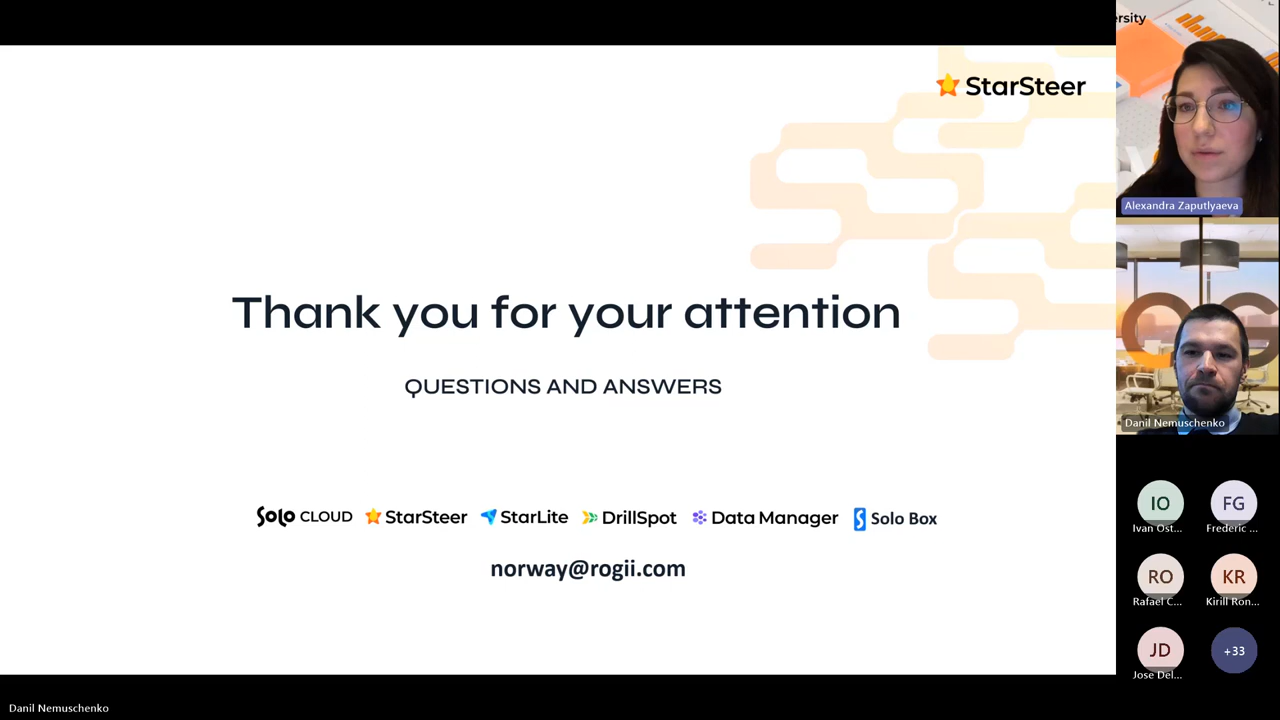 ersity
StarSteer
Thank you for your attention
QUESTIONS AND ANSWERS
SOLO CLOUD StarSteer StarLite DrillSpot Data Manager Solo Box
norway@rogii.com
Alexandra Zaputlyaeva
Danil Nemuschenko
IO
Ivan Ost...
FG
Frederic ...
RO
Rafael C...
KR
Kirill Ron...
JD
Jose Del...
+33
Danil Nemuschenko